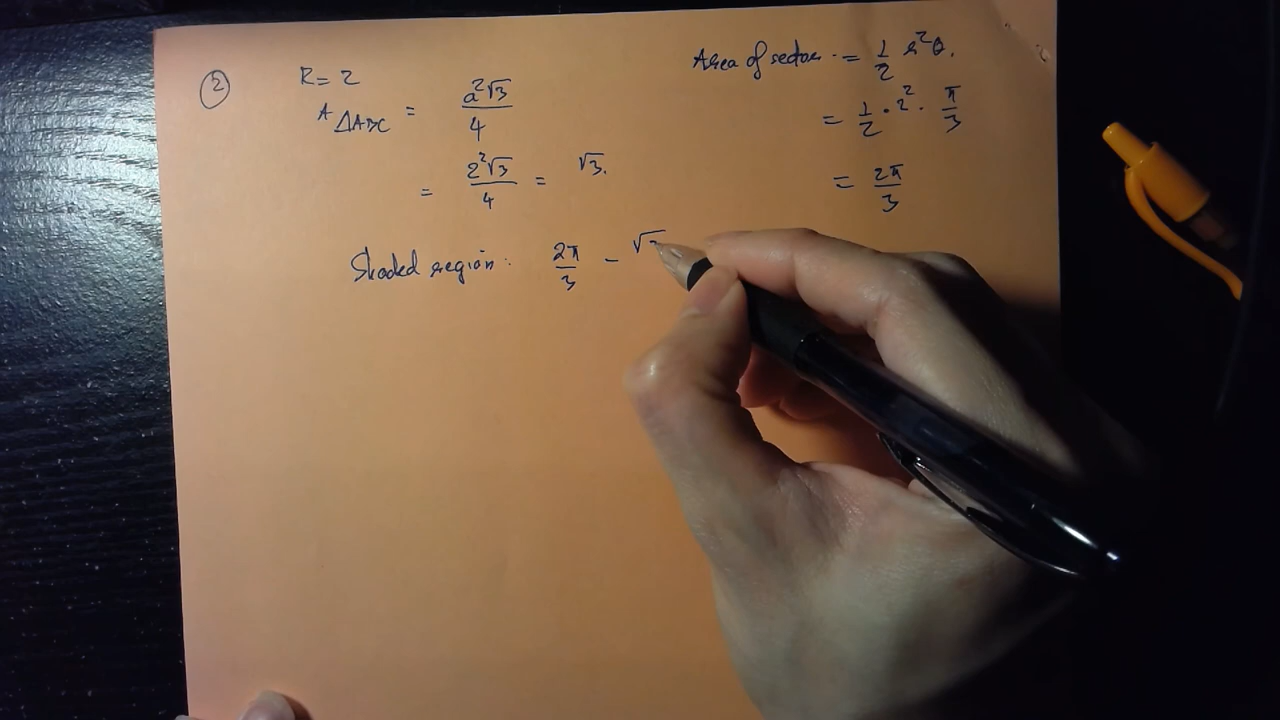 ② R = 2
A △ABC = a²√3 / 4
= 2²√3 / 4 = √3.
Area of sector = 1/2 r²θ.
= 1/2 · 2² · π/3
= 2π/3
Shaded region: 2π/3 - √